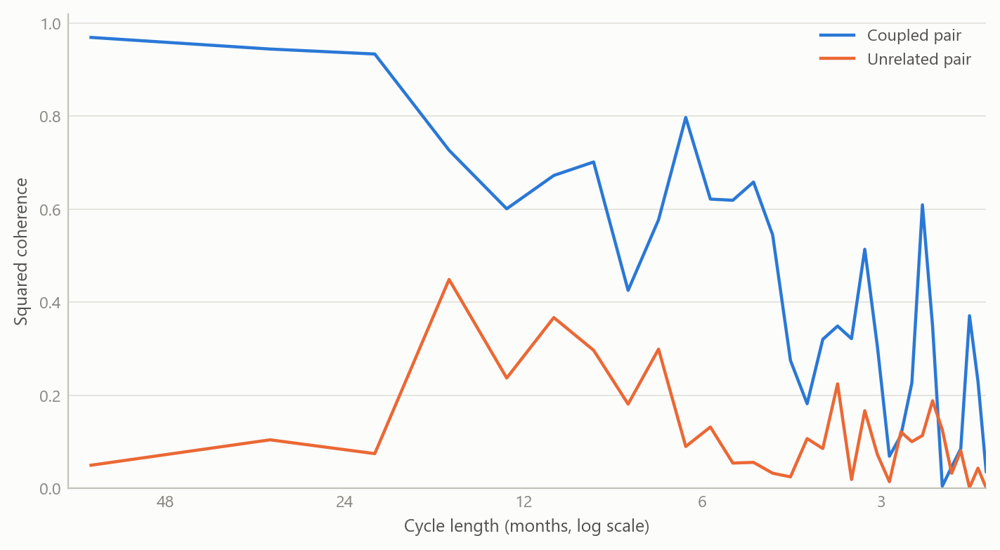 1.0
0.8
0.6
0.4
0.2
0.0
Squared coherence
Coupled pair
Unrelated pair
48 24 12 6 3
Cycle length (months, log scale)